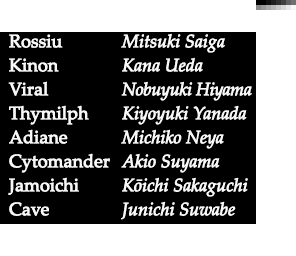 Rossiu Mitsuki Saiga
Kinon Kana Ueda
Viral Nobuyuki Hiyama
Thymilph Kiyoyuki Yanada
Adiane Michiko Neya
Cytomander Akio Suyama
Jamoichi Kōichi Sakaguchi
Cave Junichi Suwabe